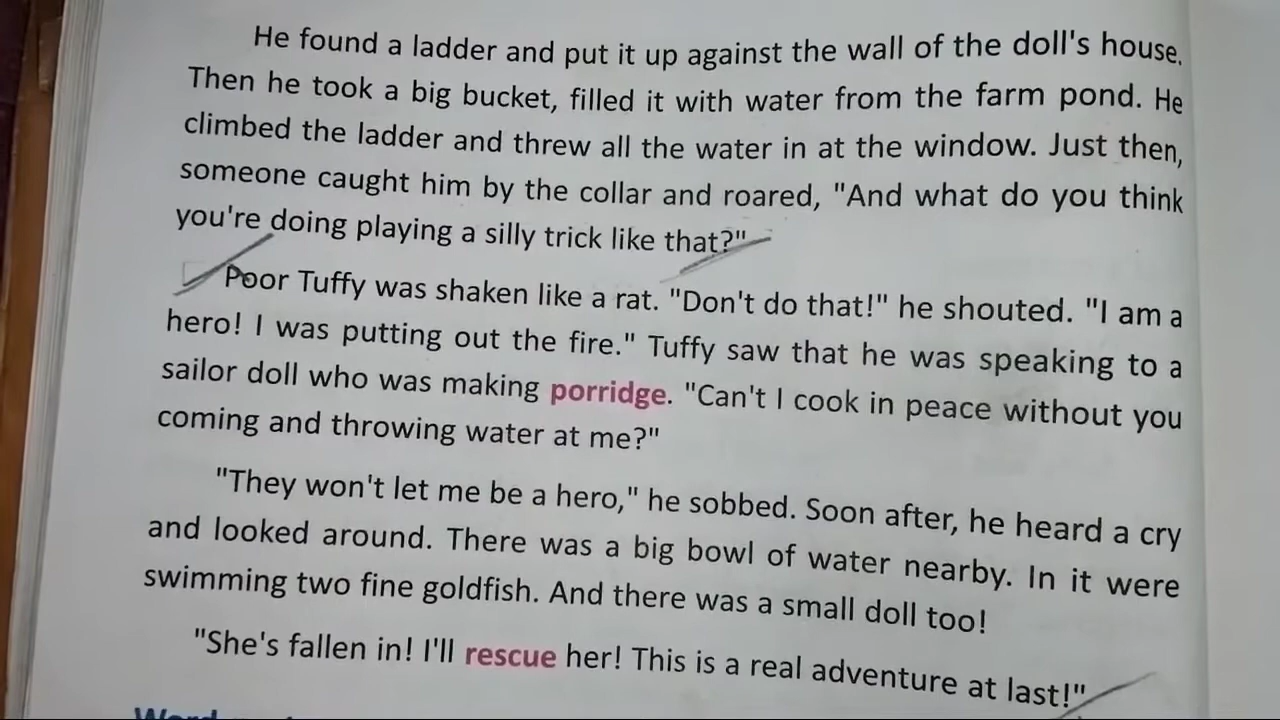 He found a ladder and put it up against the wall of the doll's house.
Then he took a big bucket, filled it with water from the farm pond. He
climbed the ladder and threw all the water in at the window. Just then,
someone caught him by the collar and roared, "And what do you think
you're doing playing a silly trick like that?"
Poor Tuffy was shaken like a rat. "Don't do that!" he shouted. "I am a
hero! I was putting out the fire." Tuffy saw that he was speaking to a
sailor doll who was making porridge. "Can't I cook in peace without you
coming and throwing water at me?"
"They won't let me be a hero," he sobbed. Soon after, he heard a cry
and looked around. There was a big bowl of water nearby. In it were
swimming two fine goldfish. And there was a small doll too!
"She's fallen in! I'll rescue her! This is a real adventure at last!"